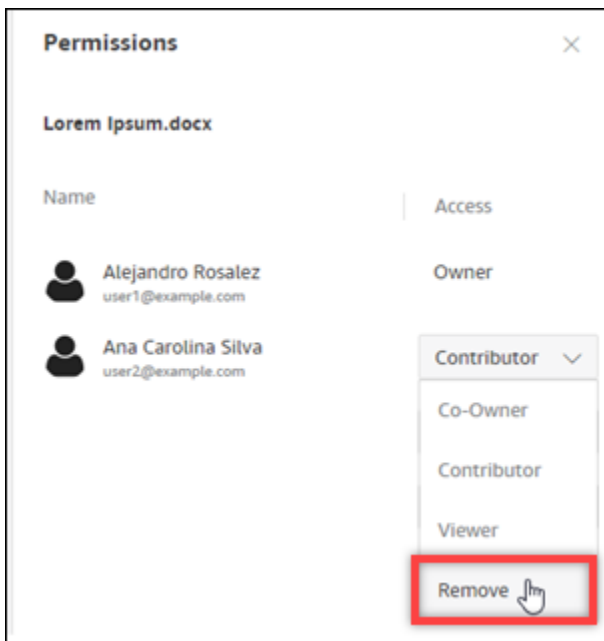 Permissions
Lorem Ipsum.docx
Name
Access
Alejandro Rosalez
Owner
user1@example.com
Ana Carolina Silva
Contributor
user2@example.com
Co-Owner
Contributor
Viewer
Remove